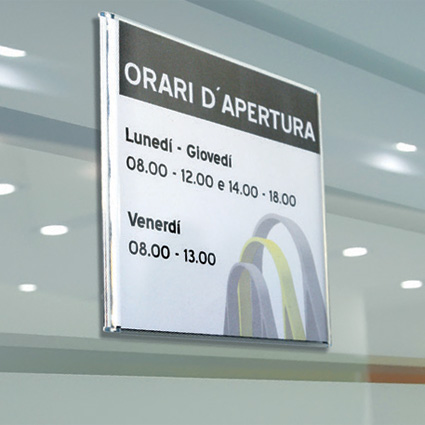 ORARI D´APERTURA
Lunedí - Giovedí
08.00 - 12.00 e 14.00 - 18.00
Venerdí
08.00 - 13.00